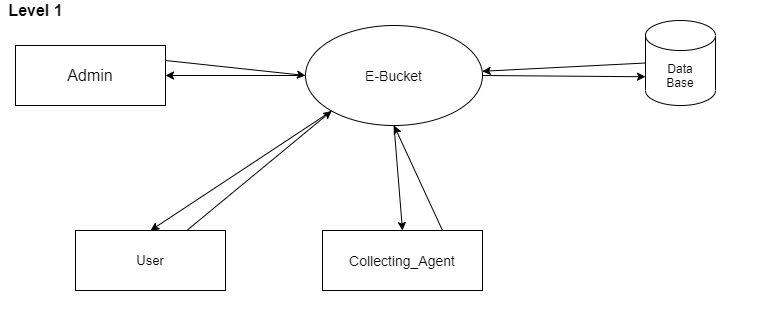 Level 1
Admin
E-Bucket
Data
Base
User
Collecting_Agent